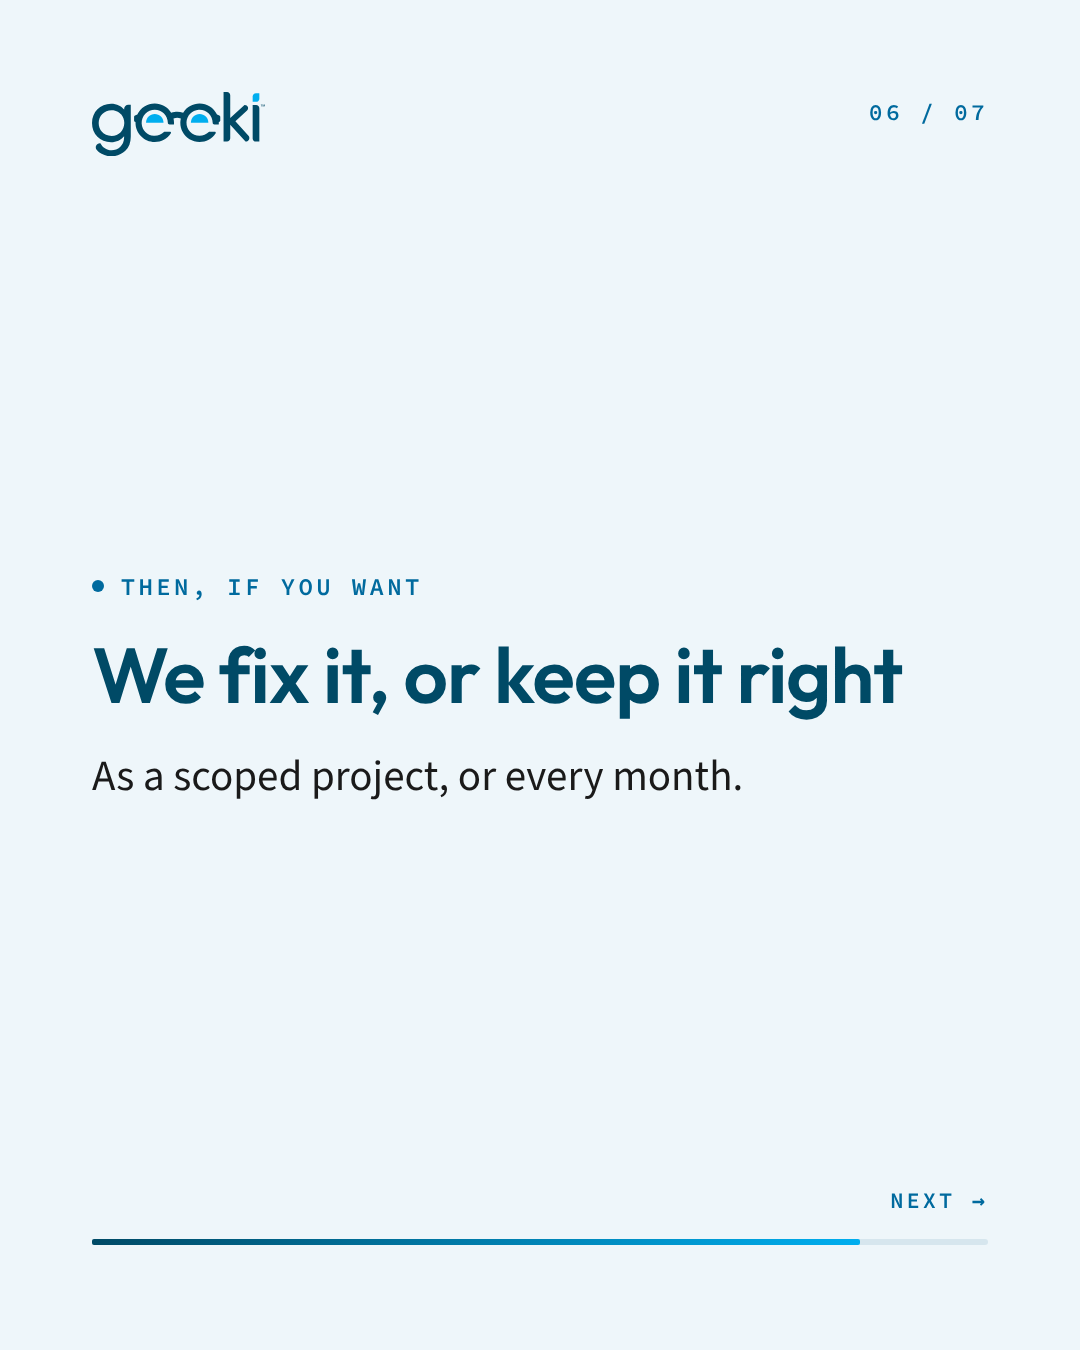 geeki™
06 / 07
THEN, IF YOU WANT
We fix it, or keep it right
As a scoped project, or every month.
NEXT →